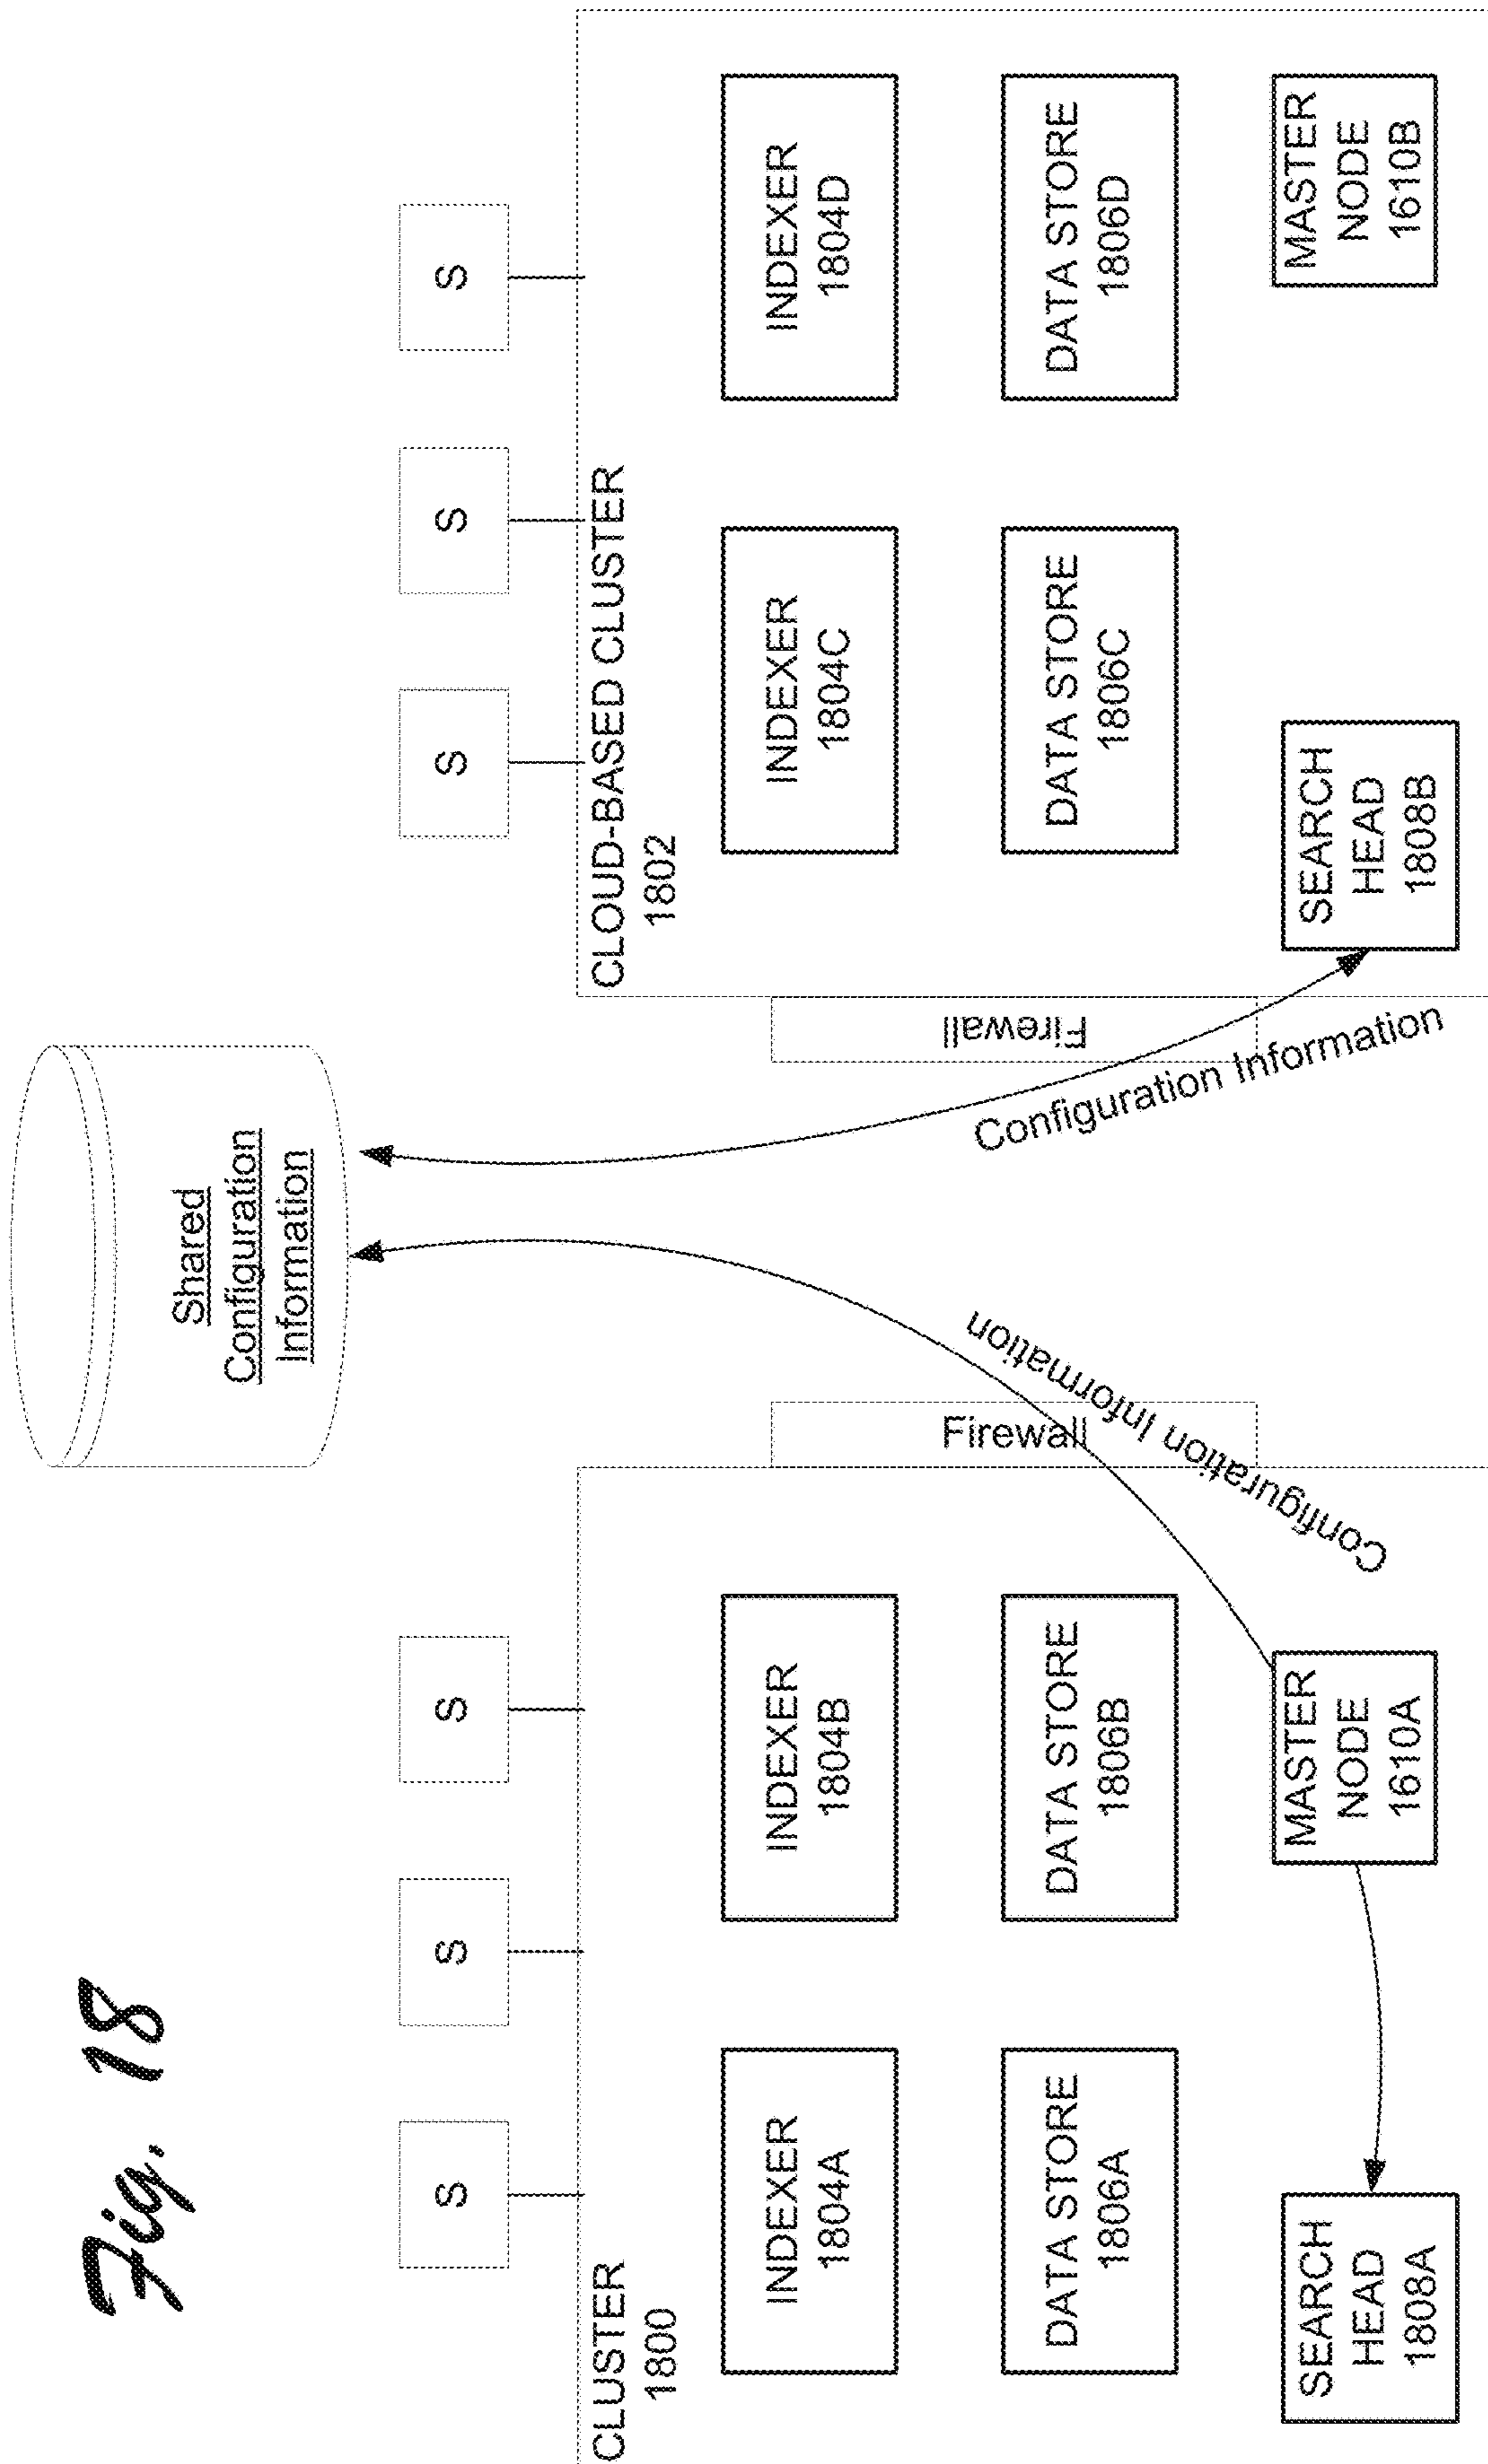 Fig. 18
Shared
Configuration
Information
S
S
S
S
S
S
CLUSTER
1800
CLOUD-BASED CLUSTER
1802
INDEXER
1804A
INDEXER
1804B
Firewall
Firewall
INDEXER
1804C
INDEXER
1804D
DATA STORE
1806A
DATA STORE
1806B
DATA STORE
1806C
DATA STORE
1806D
Configuration Information
Configuration Information
SEARCH
HEAD
1808A
MASTER
NODE
1610A
SEARCH
HEAD
1808B
MASTER
NODE
1610B